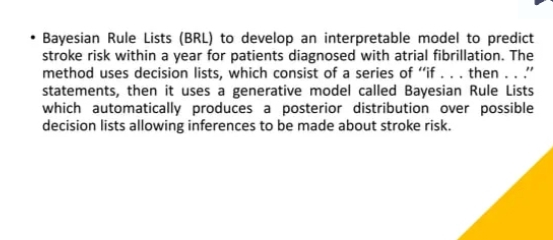 • Bayesian Rule Lists (BRL) to develop an interpretable model to predict
stroke risk within a year for patients diagnosed with atrial fibrillation. The
method uses decision lists, which consist of a series of “if . . . then . . .”
statements, then it uses a generative model called Bayesian Rule Lists
which automatically produces a posterior distribution over possible
decision lists allowing inferences to be made about stroke risk.